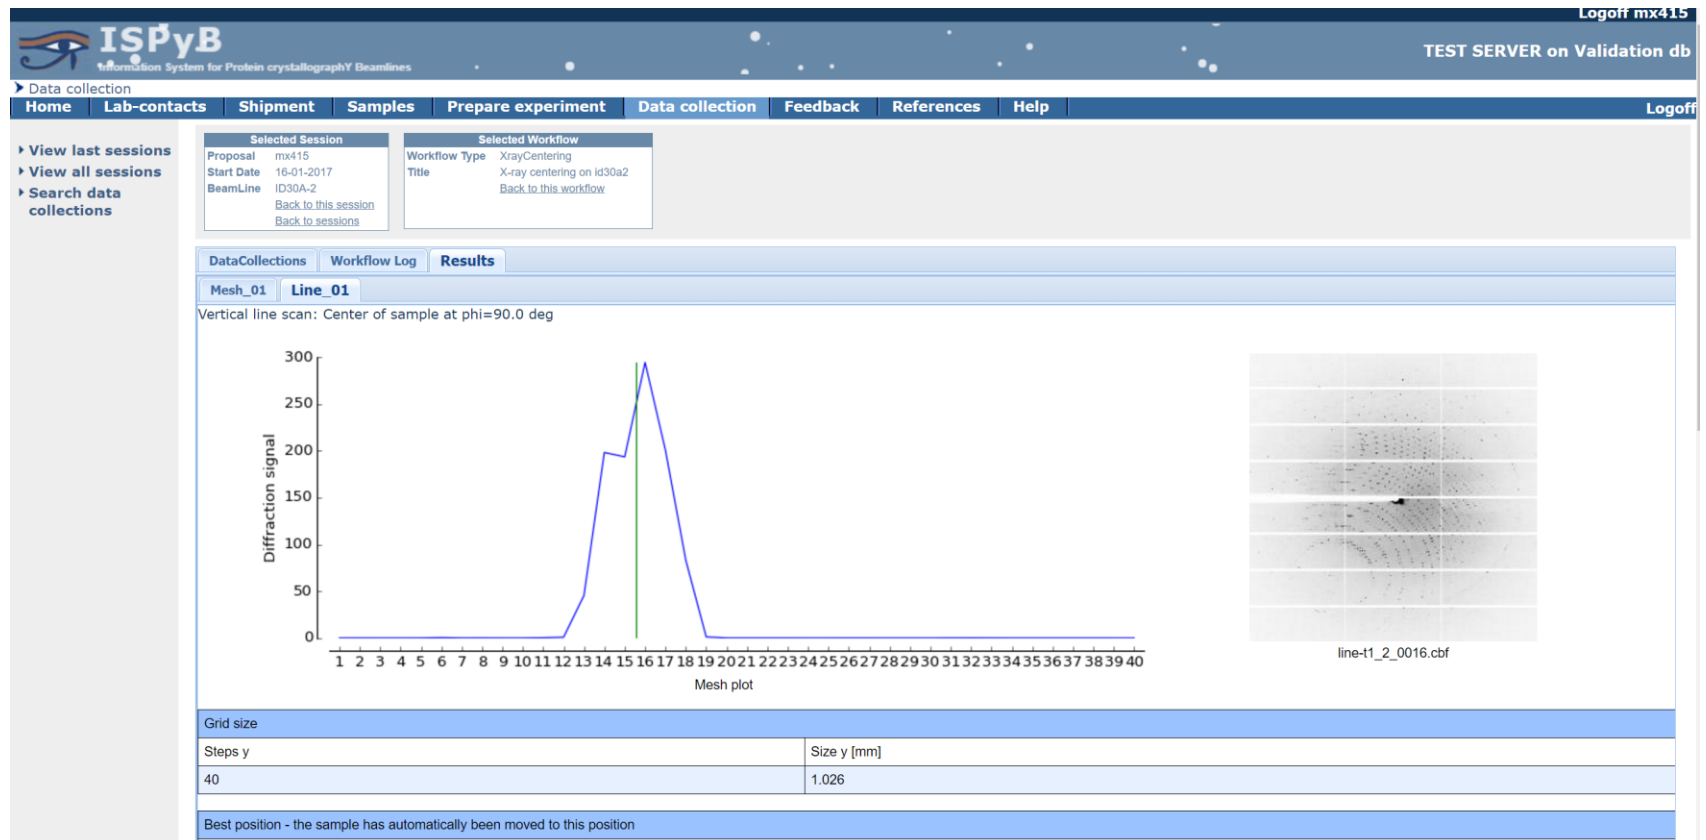 Logoff mx415
ISPyB
Information System for Protein crystallographY Beamlines
TEST SERVER on Validation db
Data collection
Home Lab-contacts Shipment Samples Prepare experiment Data collection Feedback References Help Logoff
View last sessions
View all sessions
Search data
collections
Selected Session
Proposal mx415
Start Date 16-01-2017
BeamLine ID30A-2
Back to this session
Back to sessions
Selected Workflow
Workflow Type XrayCentering
Title X-ray centering on id30a2
Back to this workflow
DataCollections Workflow Log Results
Mesh_01 Line_01
Vertical line scan: Center of sample at phi=90.0 deg
300
250
200
150
100
50
0
Diffraction signal
1 2 3 4 5 6 7 8 9 10 11 12 13 14 15 16 17 18 19 20 21 22 23 24 25 26 27 28 29 30 31 32 33 34 35 36 37 38 39 40
Mesh plot
line-t1_2_0016.cbf
Grid size
Steps y Size y [mm]
40 1.026
Best position - the sample has automatically been moved to this position